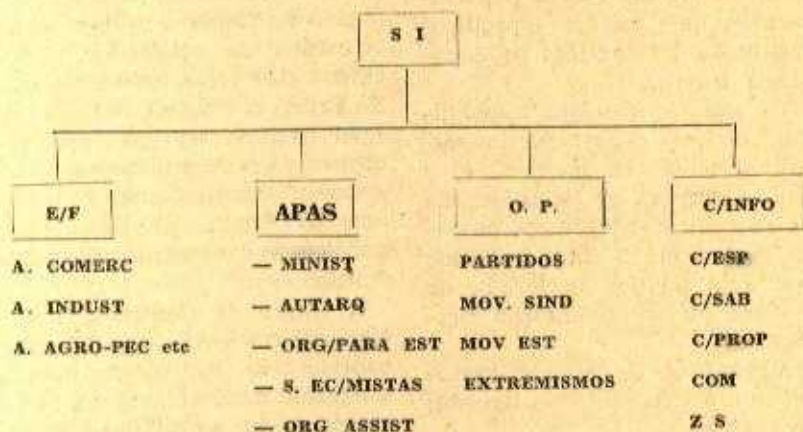 S I
E/F
APAS
O. P.
C/INFO
A. COMERC
A. INDUST
A. AGRO-PEC etc
— MINIST
— AUTARQ
— ORG/PARA EST
— S. EC/MISTAS
— ORG ASSIST
PARTIDOS
MOV. SIND
MOV EST
EXTREMISMOS
C/ESP
C/SAB
C/PROP
COM
Z S